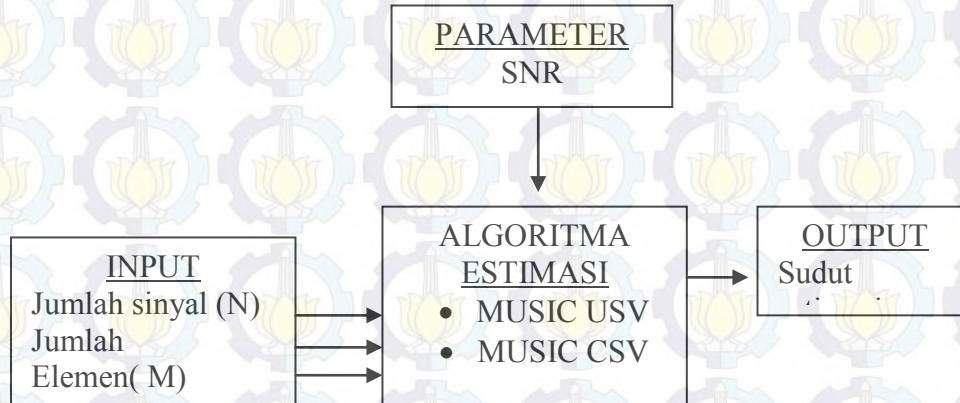 PARAMETER
SNR
INPUT
Jumlah sinyal (N)
Jumlah
Elemen( M)
ALGORITMA
ESTIMASI
• MUSIC USV
• MUSIC CSV
OUTPUT
Sudut